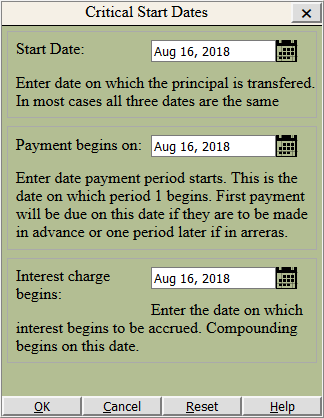 Critical Start Dates
Start Date:
Aug 16, 2018
Enter date on which the principal is transfered.
In most cases all three dates are the same
Payment begins on:
Aug 16, 2018
Enter date payment period starts. This is the
date on which period 1 begins. First payment
will be due on this date if they are to be made
in advance or one period later if in arreras.
Interest charge
begins:
Aug 16, 2018
Enter the date on which
interest begins to be accrued. Compounding
begins on this date.
OK
Cancel
Reset
Help